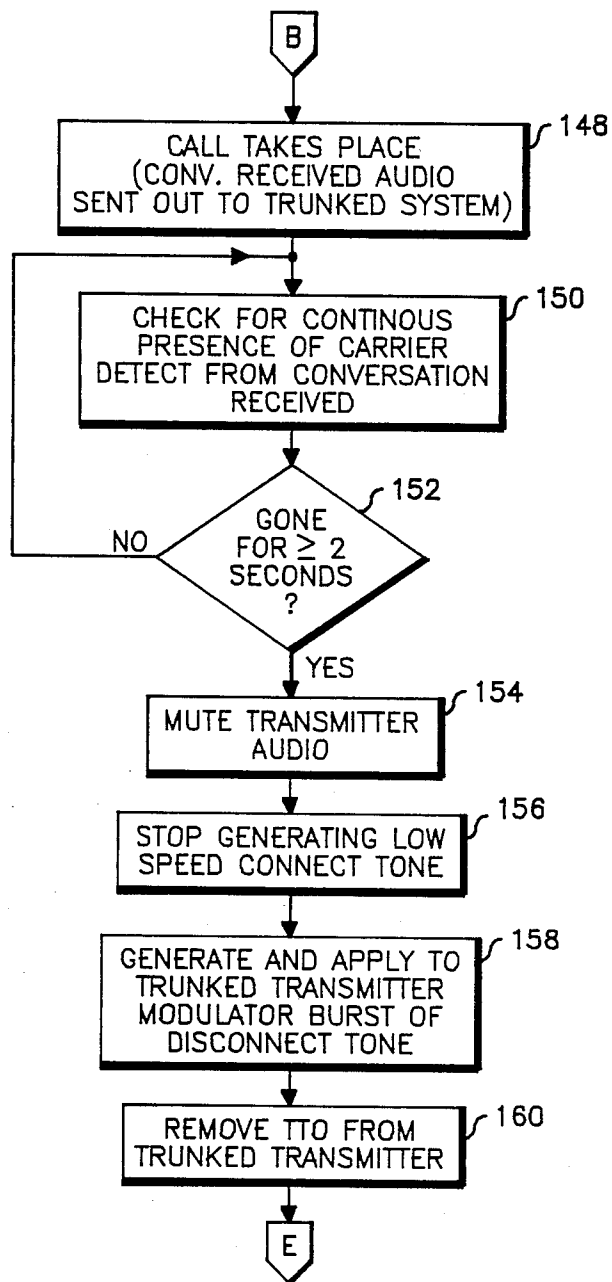 B
148
CALL TAKES PLACE
(CONV. RECEIVED AUDIO
SENT OUT TO TRUNKED SYSTEM)
150
CHECK FOR CONTINOUS
PRESENCE OF CARRIER
DETECT FROM CONVERSATION
RECEIVED
152
GONE
FOR ≥ 2
SECONDS
?
NO
YES
154
MUTE TRANSMITTER
AUDIO
156
STOP GENERATING LOW
SPEED CONNECT TONE
158
GENERATE AND APPLY TO
TRUNKED TRANSMITTER
MODULATOR BURST OF
DISCONNECT TONE
160
REMOVE TTO FROM
TRUNKED TRANSMITTER
E